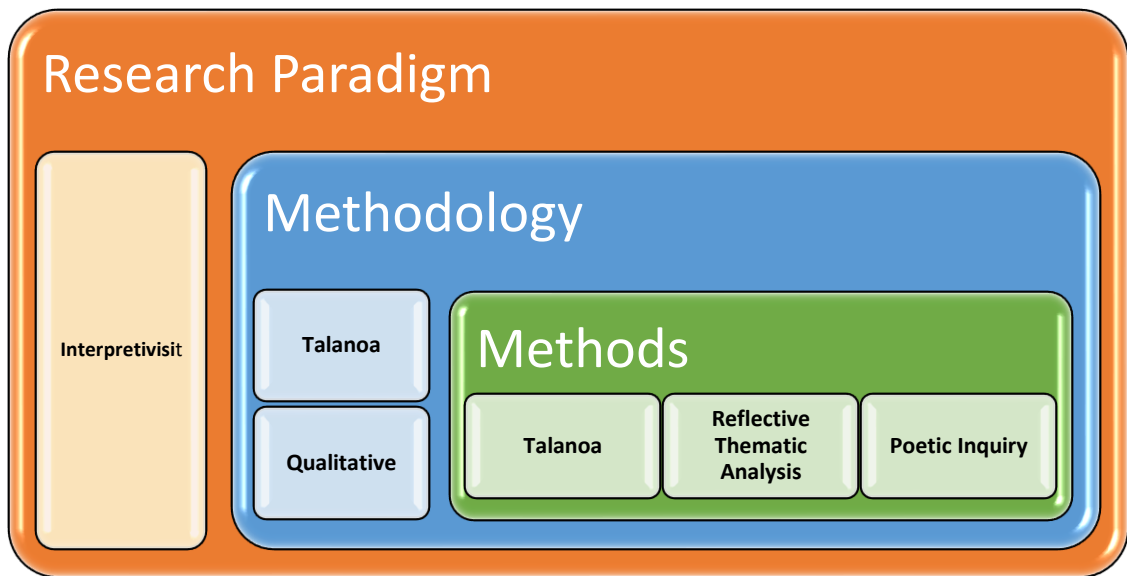 Research Paradigm
Interpretivisit
Methodology
Talanoa
Qualitative
Methods
Talanoa
Reflective
Thematic
Analysis
Poetic Inquiry